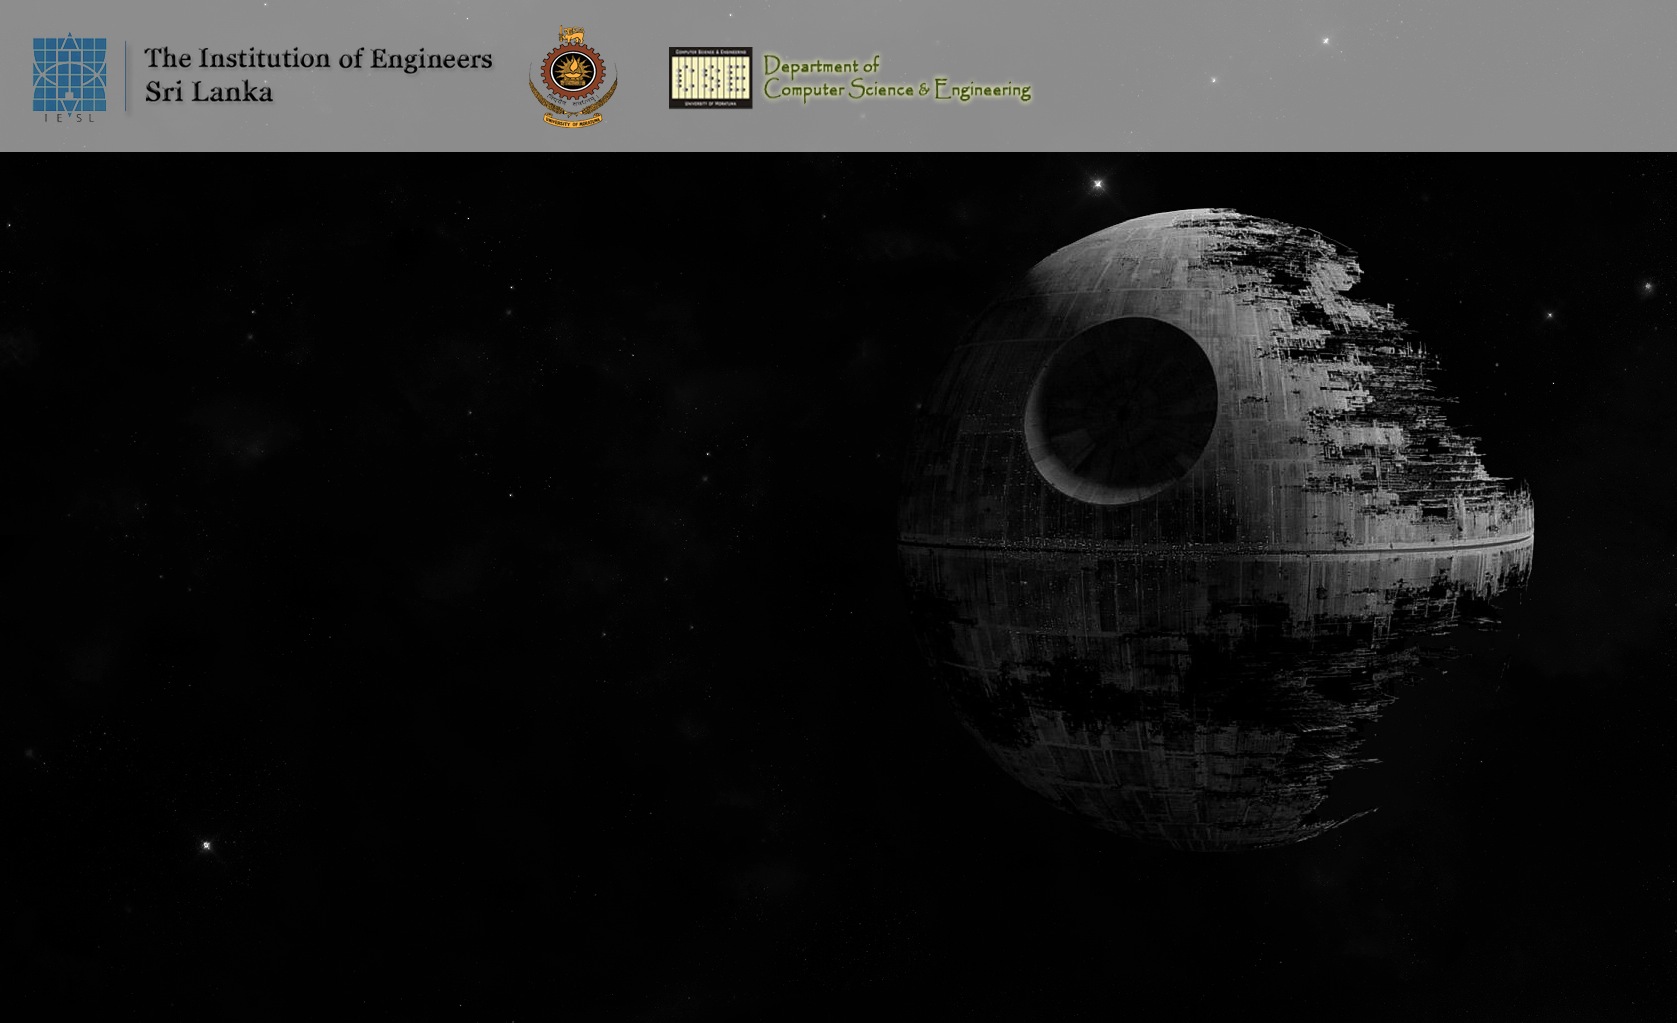 The Institution of Engineers
Sri Lanka
IESL
UNIVERSITY OF MORATUWA
COMPUTER SCIENCE & ENGINEERING
UNIVERSITY OF MORATUWA
Department of
Computer Science & Engineering